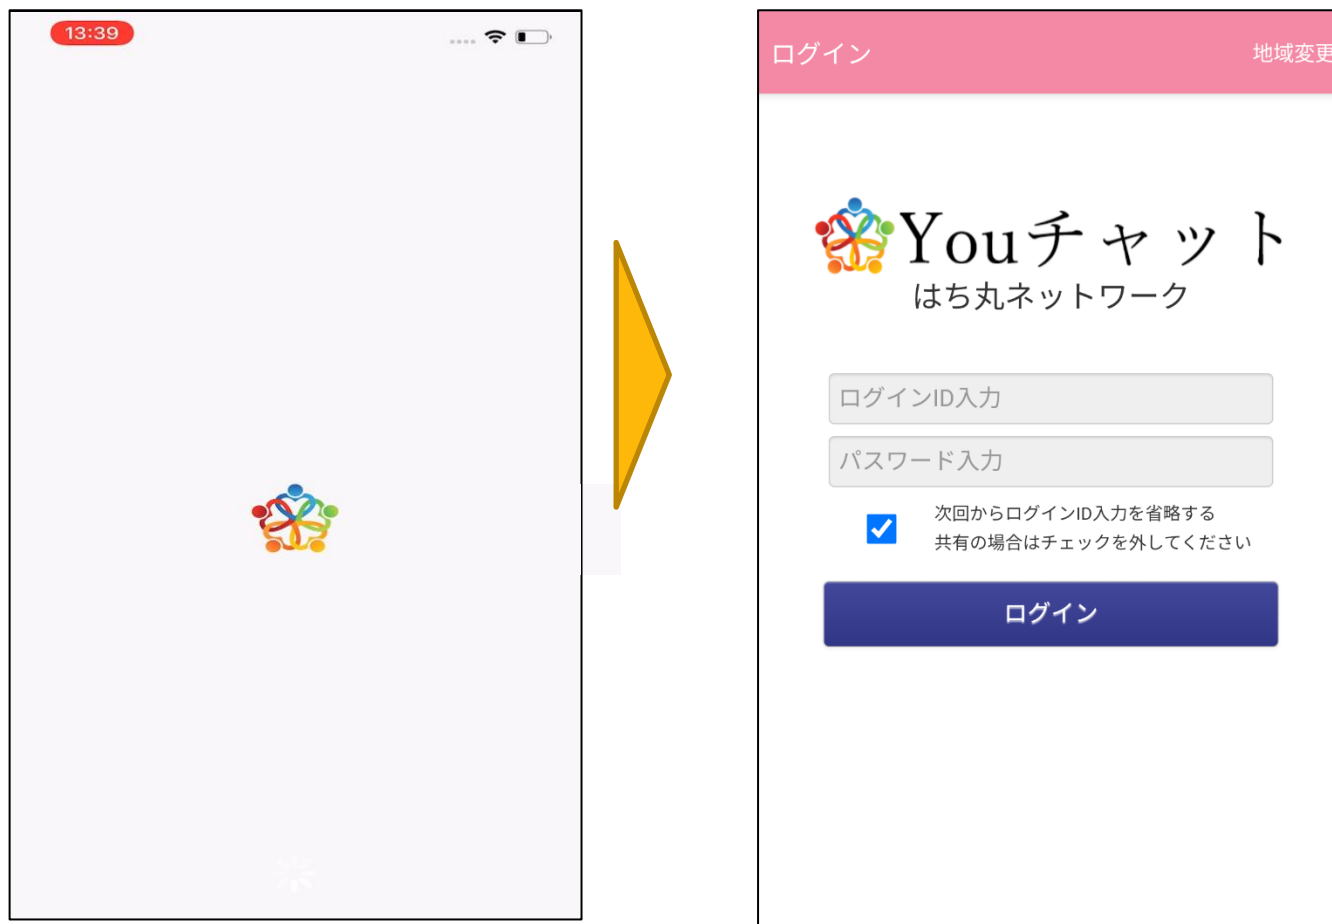 13:39
ログイン
地域変更
Youチャット
はち丸ネットワーク
ログインID入力
パスワード入力
次回からログインID入力を省略する
共有の場合はチェックを外してください
ログイン